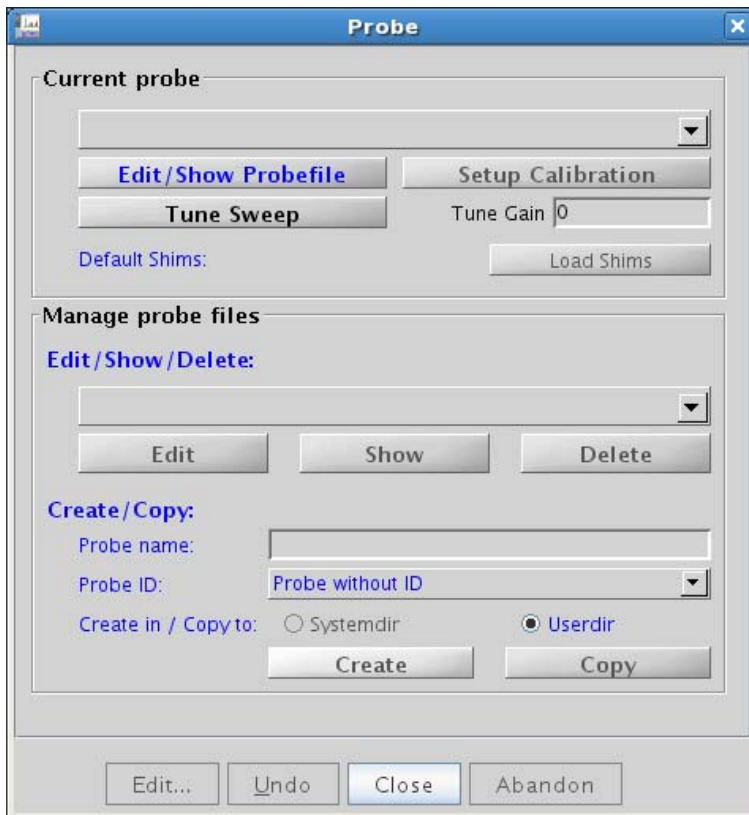 Probe
Current probe
Edit/Show Probefile
Setup Calibration
Tune Sweep
Tune Gain 0
Default Shims:
Load Shims
Manage probe files
Edit/Show/Delete:
Edit
Show
Delete
Create/Copy:
Probe name:
Probe ID: Probe without ID
Create in / Copy to: Systemdir Userdir
Create
Copy
Edit...
Undo
Close
Abandon